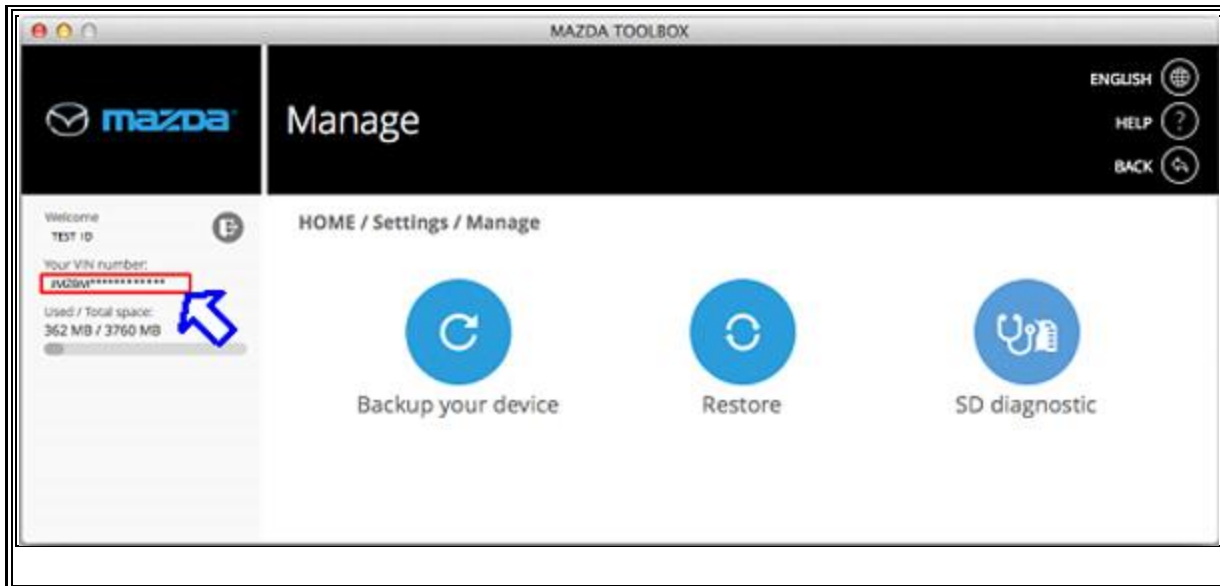 MAZDA TOOLBOX
mazda
Manage
ENGLISH
HELP
BACK
Welcome
TEST ID
Your VIN number:
Used / Total space:
362 MB / 3760 MB
HOME / Settings / Manage
Backup your device
Restore
SD diagnostic